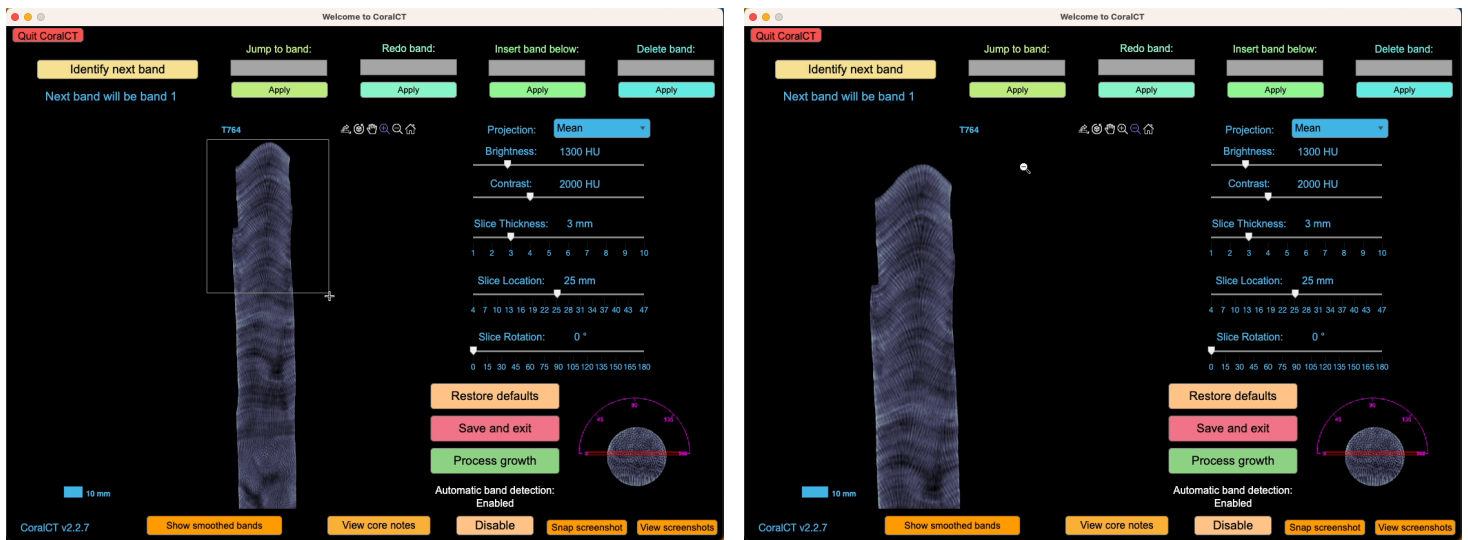 Welcome to CoralCT
Quit CoralCT
Jump to band:
Redo band:
Insert band below:
Delete band:
Identify next band
Apply
Apply
Apply
Apply
Next band will be band 1
T764
Projection:
Mean
Brightness:
1300 HU
Contrast:
2000 HU
Slice Thickness:
3 mm
1 2 3 4 5 6 7 8 9 10
Slice Location:
25 mm
4 7 10 13 16 19 22 25 28 31 34 37 40 43 47
Slice Rotation:
0 °
0 15 30 45 60 75 90 105 120 135 150 165 180
Restore defaults
Save and exit
Process growth
45
90
135
10 mm
Automatic band detection:
Enabled
CoralCT v2.2.7
Show smoothed bands
View core notes
Disable
Snap screenshot
View screenshots
Welcome to CoralCT
Quit CoralCT
Jump to band:
Redo band:
Insert band below:
Delete band:
Identify next band
Apply
Apply
Apply
Apply
Next band will be band 1
T764
Projection:
Mean
Brightness:
1300 HU
Contrast:
2000 HU
Slice Thickness:
3 mm
1 2 3 4 5 6 7 8 9 10
Slice Location:
25 mm
4 7 10 13 16 19 22 25 28 31 34 37 40 43 47
Slice Rotation:
0 °
0 15 30 45 60 75 90 105 120 135 150 165 180
Restore defaults
Save and exit
Process growth
45
90
135
10 mm
Automatic band detection:
Enabled
CoralCT v2.2.7
Show smoothed bands
View core notes
Disable
Snap screenshot
View screenshots